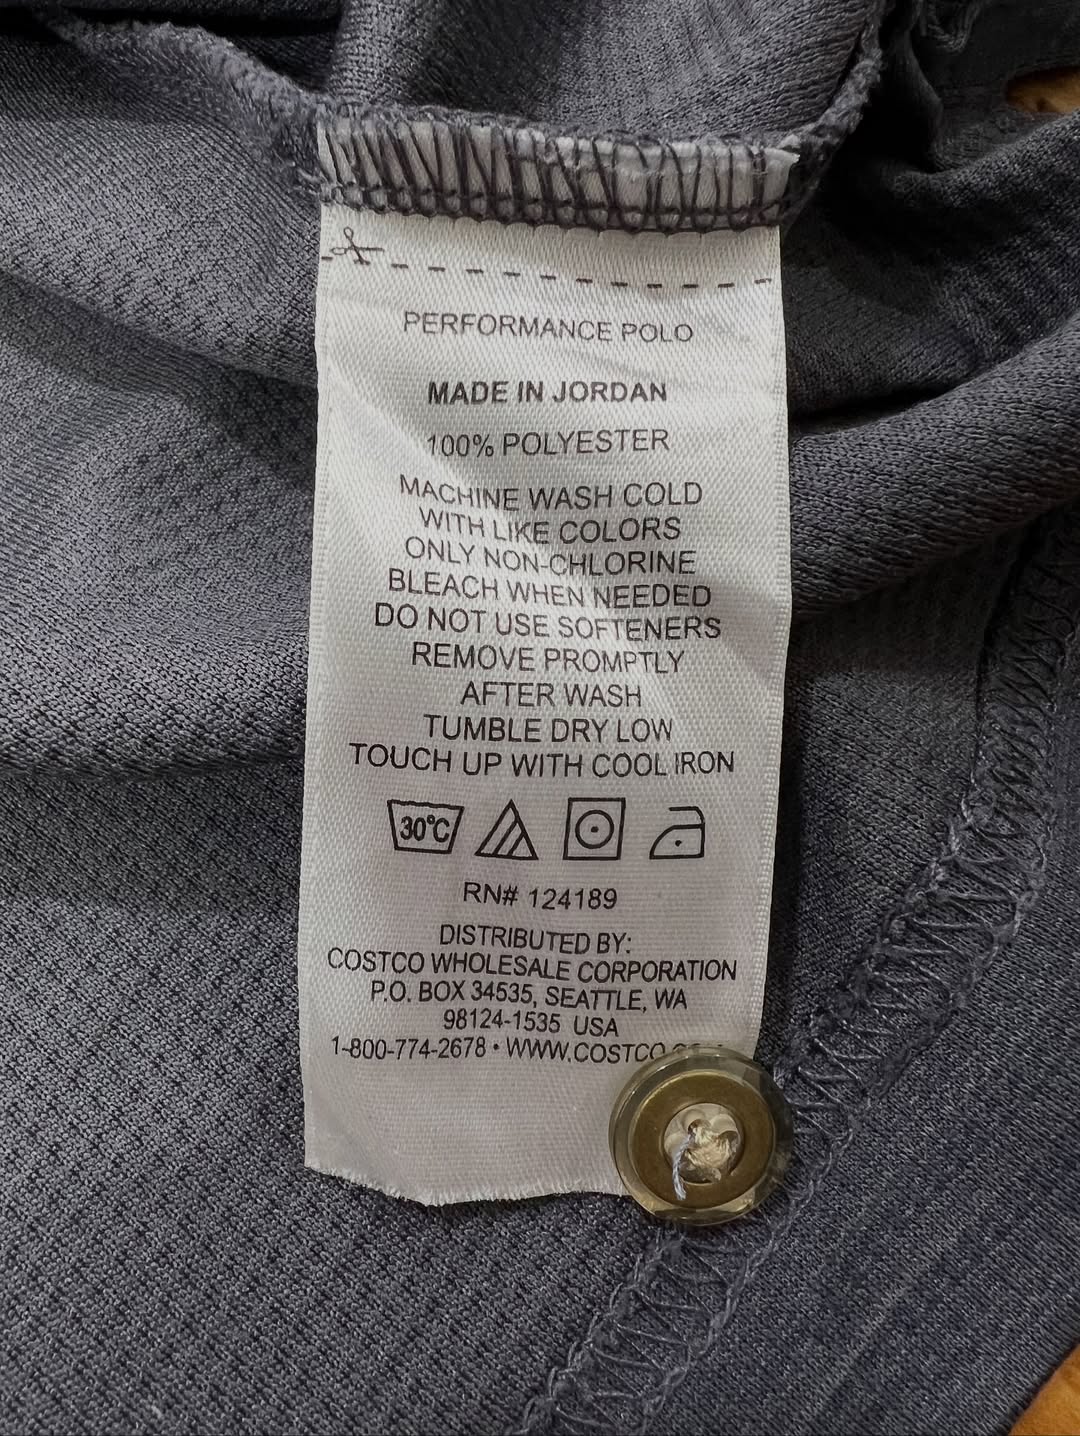 PERFORMANCE POLO
MADE IN JORDAN
100% POLYESTER
MACHINE WASH COLD
WITH LIKE COLORS
ONLY NON-CHLORINE
BLEACH WHEN NEEDED
DO NOT USE SOFTENERS
REMOVE PROMPTLY
AFTER WASH
TUMBLE DRY LOW
TOUCH UP WITH COOL IRON
30°C
RN# 124189
DISTRIBUTED BY:
COSTCO WHOLESALE CORPORATION
P.O. BOX 34535, SEATTLE, WA
98124-1535 USA
1-800-774-2678 • WWW.COSTCO